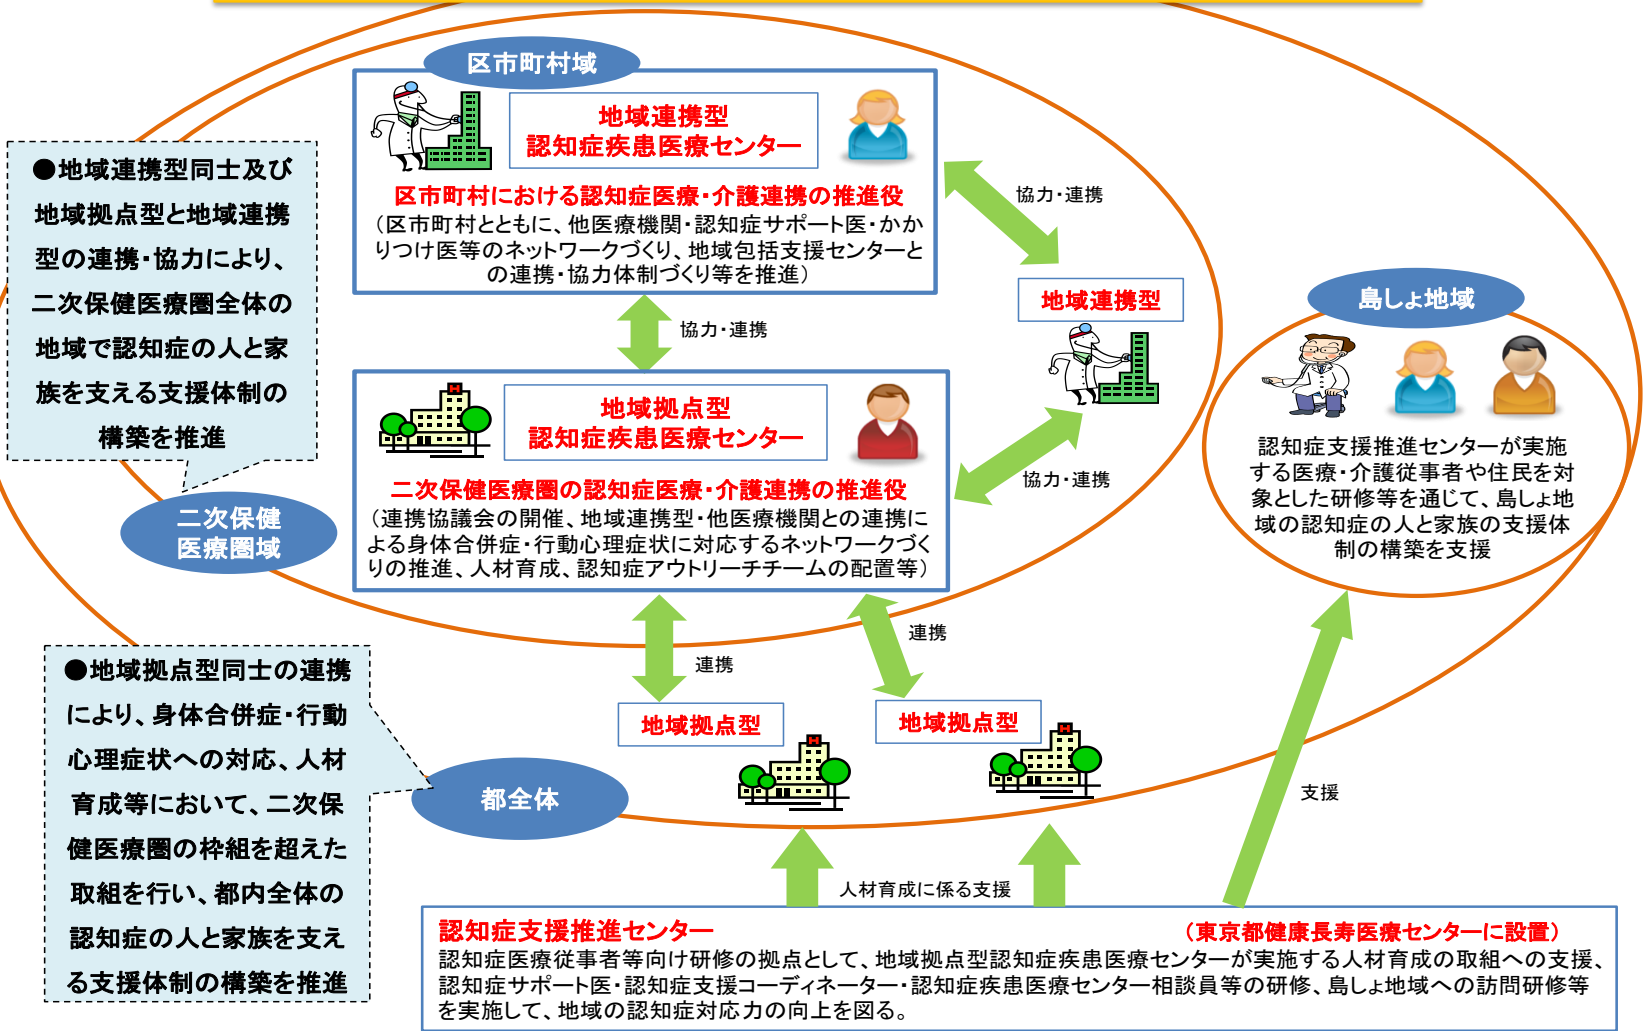 区市町村域
地域連携型
認知症疾患医療センター
区市町村における認知症医療・介護連携の推進役
（区市町村とともに、他医療機関・認知症サポート医・かか
りつけ医等のネットワークづくり、地域包括支援センターと
の連携・協力体制づくり等を推進）
●地域連携型同士及び
地域拠点型と地域連携
型の連携・協力により、
二次保健医療圏全体の
地域で認知症の人と家
族を支える支援体制の
構築を推進
協力・連携
地域連携型
協力・連携
島しょ地域
地域拠点型
認知症疾患医療センター
二次保健医療圏の認知症医療・介護連携の推進役
（連携協議会の開催、地域連携型・他医療機関との連携に
よる身体合併症・行動心理症状に対応するネットワークづく
りの推進、人材育成、認知症アウトリーチチームの配置等）
協力・連携
認知症支援推進センターが実施
する医療・介護従事者や住民を対
象とした研修等を通じて、島しょ地
域の認知症の人と家族の支援体
制の構築を支援
二次保健
医療圏域
連携
連携
●地域拠点型同士の連携
により、身体合併症・行動
心理症状への対応、人材
育成等において、二次保
健医療圏の枠組を超えた
取組を行い、都内全体の
認知症の人と家族を支え
る支援体制の構築を推進
地域拠点型
地域拠点型
都全体
支援
人材育成に係る支援
認知症支援推進センター （東京都健康長寿医療センターに設置）
認知症医療従事者等向け研修の拠点として、地域拠点型認知症疾患医療センターが実施する人材育成の取組への支援、
認知症サポート医・認知症支援コーディネーター・認知症疾患医療センター相談員等の研修、島しょ地域への訪問研修等
を実施して、地域の認知症対応力の向上を図る。